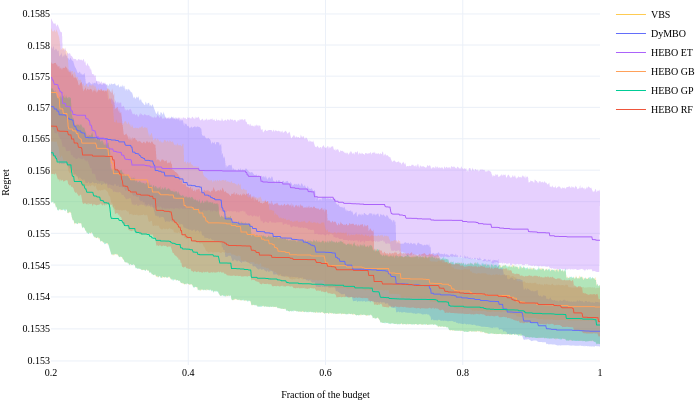 0.1585
0.158
0.1575
0.157
0.1565
0.156
0.1555
0.155
0.1545
0.154
0.1535
0.153
Regret
0.2
0.4
0.6
0.8
1
Fraction of the budget
VBS
DyMBO
HEBO ET
HEBO GB
HEBO GP
HEBO RF